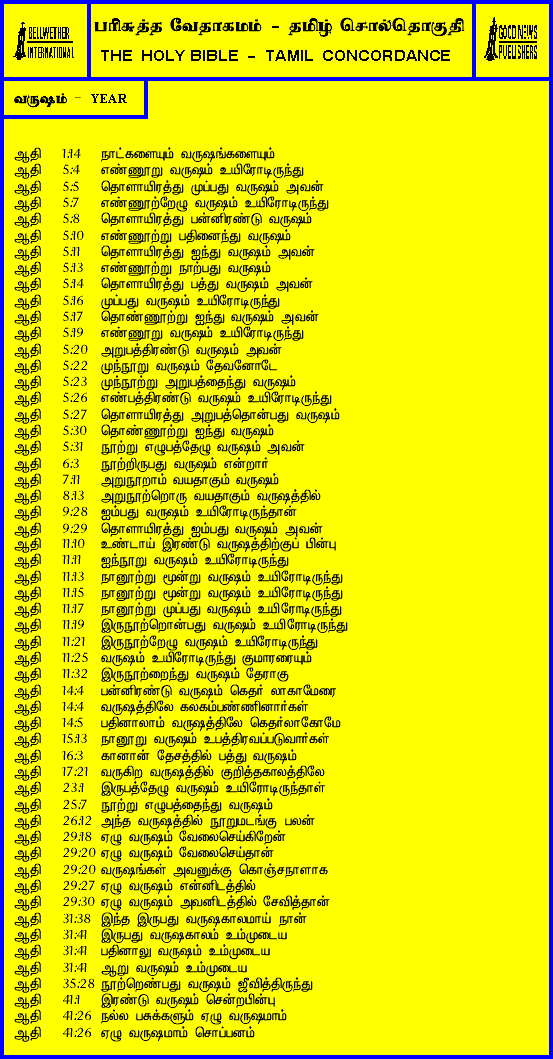 BELLWETHER
INTERNATIONAL
பரிசுத்த வேதாகமம் - தமிழ் சொல்தொகுதி
THE HOLY BIBLE - TAMIL CONCORDANCE
GOOD NEWS
PUBLISHERS
வருஷம் - YEAR
ஆதி 1:14 நாட்களையும் வருஷங்களையும்
ஆதி 5:4 எண்ணூறு வருஷம் உயிரோடிருந்து
ஆதி 5:5 தொளாயிரத்து முப்பது வருஷம் அவன்
ஆதி 5:7 எண்ணூற்றேழு வருஷம் உயிரோடிருந்து
ஆதி 5:8 தொளாயிரத்து பன்னிரண்டு வருஷம்
ஆதி 5:10 எண்ணூற்று பதினைந்து வருஷம்
ஆதி 5:11 தொளாயிரத்து ஐந்து வருஷம் அவன்
ஆதி 5:13 எண்ணூற்று நாற்பது வருஷம்
ஆதி 5:14 தொளாயிரத்து பத்து வருஷம் அவன்
ஆதி 5:16 முப்பது வருஷம் உயிரோடிருந்து
ஆதி 5:17 தொண்ணூற்று ஐந்து வருஷம் அவன்
ஆதி 5:19 எண்ணூறு வருஷம் உயிரோடிருந்து
ஆதி 5:20 அறுபத்திரண்டு வருஷம் அவன்
ஆதி 5:22 முந்நூறு வருஷம் தேவனோடே
ஆதி 5:23 முந்நூற்று அறுபத்தைந்து வருஷம்
ஆதி 5:26 எண்பத்திரண்டு வருஷம் உயிரோடிருந்து
ஆதி 5:27 தொளாயிரத்து அறுபத்தொன்பது வருஷம்
ஆதி 5:30 தொண்ணூற்று ஐந்து வருஷம்
ஆதி 5:31 நூற்று எழுபத்தேழு வருஷம் அவன்
ஆதி 6:3 நூற்றிருபது வருஷம் என்றார்
ஆதி 7:11 அறுநூறாம் வயதாகும் வருஷம்
ஆதி 8:13 அறுநூற்றொரு வயதாகும் வருஷத்தில்
ஆதி 9:28 ஐம்பது வருஷம் உயிரோடிருந்தான்
ஆதி 9:29 தொளாயிரத்து ஐம்பது வருஷம் அவன்
ஆதி 11:10 உண்டாய் இரண்டு வருஷத்திற்குப் பின்பு
ஆதி 11:11 ஐந்நூறு வருஷம் உயிரோடிருந்து
ஆதி 11:13 நானூற்று மூன்று வருஷம் உயிரோடிருந்து
ஆதி 11:15 நானூற்று மூன்று வருஷம் உயிரோடிருந்து
ஆதி 11:17 நானூற்று முப்பது வருஷம் உயிரோடிருந்து
ஆதி 11:19 இருநூற்றொன்பது வருஷம் உயிரோடிருந்து
ஆதி 11:21 இருநூற்றேழு வருஷம் உயிரோடிருந்து
ஆதி 11:25 வருஷம் உயிரோடிருந்து குமாரரையும்
ஆதி 11:32 இருநூற்றைந்து வருஷம் தேராகு
ஆதி 14:4 பன்னிரண்டு வருஷம் கெதர் லாகாமேரை
ஆதி 14:4 வருஷத்திலே கலகம்பண்ணினார்கள்
ஆதி 14:5 பதினாலாம் வருஷத்திலே கெதர்லாகோமே
ஆதி 15:13 நானூறு வருஷம் உபத்திரவப்படுவார்கள்
ஆதி 16:3 கானான் தேசத்தில் பத்து வருஷம்
ஆதி 17:21 வருகிற வருஷத்தில் குறித்தகாலத்திலே
ஆதி 23:1 இருபத்தேழு வருஷம் உயிரோடிருந்தாள்
ஆதி 25:7 நூற்று எழுபத்தைந்து வருஷம்
ஆதி 26:12 அந்த வருஷத்தில் நூறுமடங்கு பலன்
ஆதி 29:18 ஏழு வருஷம் வேலைசெய்கிறேன்
ஆதி 29:20 ஏழு வருஷம் வேலைசெய்தான்
ஆதி 29:20 வருஷங்கள் அவனுக்கு கொஞ்சநாளாக
ஆதி 29:27 ஏழு வருஷம் என்னிடத்தில்
ஆதி 29:30 ஏழு வருஷம் அவனிடத்தில் சேவித்தான்
ஆதி 31:38 இந்த இருபது வருஷகாலமாய் நான்
ஆதி 31:41 இருபது வருஷகாலம் உம்முடைய
ஆதி 31:41 பதினாலு வருஷம் உம்முடைய
ஆதி 31:41 ஆறு வருஷம் உம்முடைய
ஆதி 35:28 நூற்றெண்பது வருஷம் ஜீவித்திருந்து
ஆதி 41:1 இரண்டு வருஷம் சென்றபின்பு
ஆதி 41:26 நல்ல பசுக்களும் ஏழு வருஷமாம்
ஆதி 41:26 ஏழு வருஷமாம் சொப்பனம்